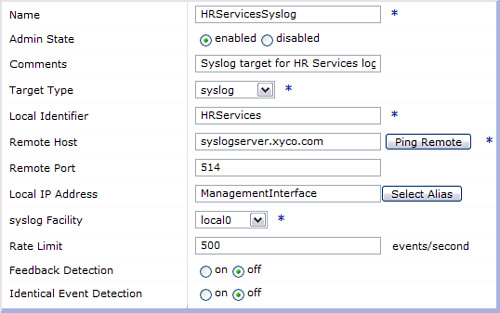 Name HRServicesSyslog *
Admin State enabled disabled
Comments Syslog target for HR Services log
Target Type syslog *
Local Identifier HRServices *
Remote Host syslogserver.xyco.com Ping Remote *
Remote Port 514
Local IP Address ManagementInterface Select Alias
syslog Facility local0 *
Rate Limit 500 events/second
Feedback Detection on off
Identical Event Detection on off